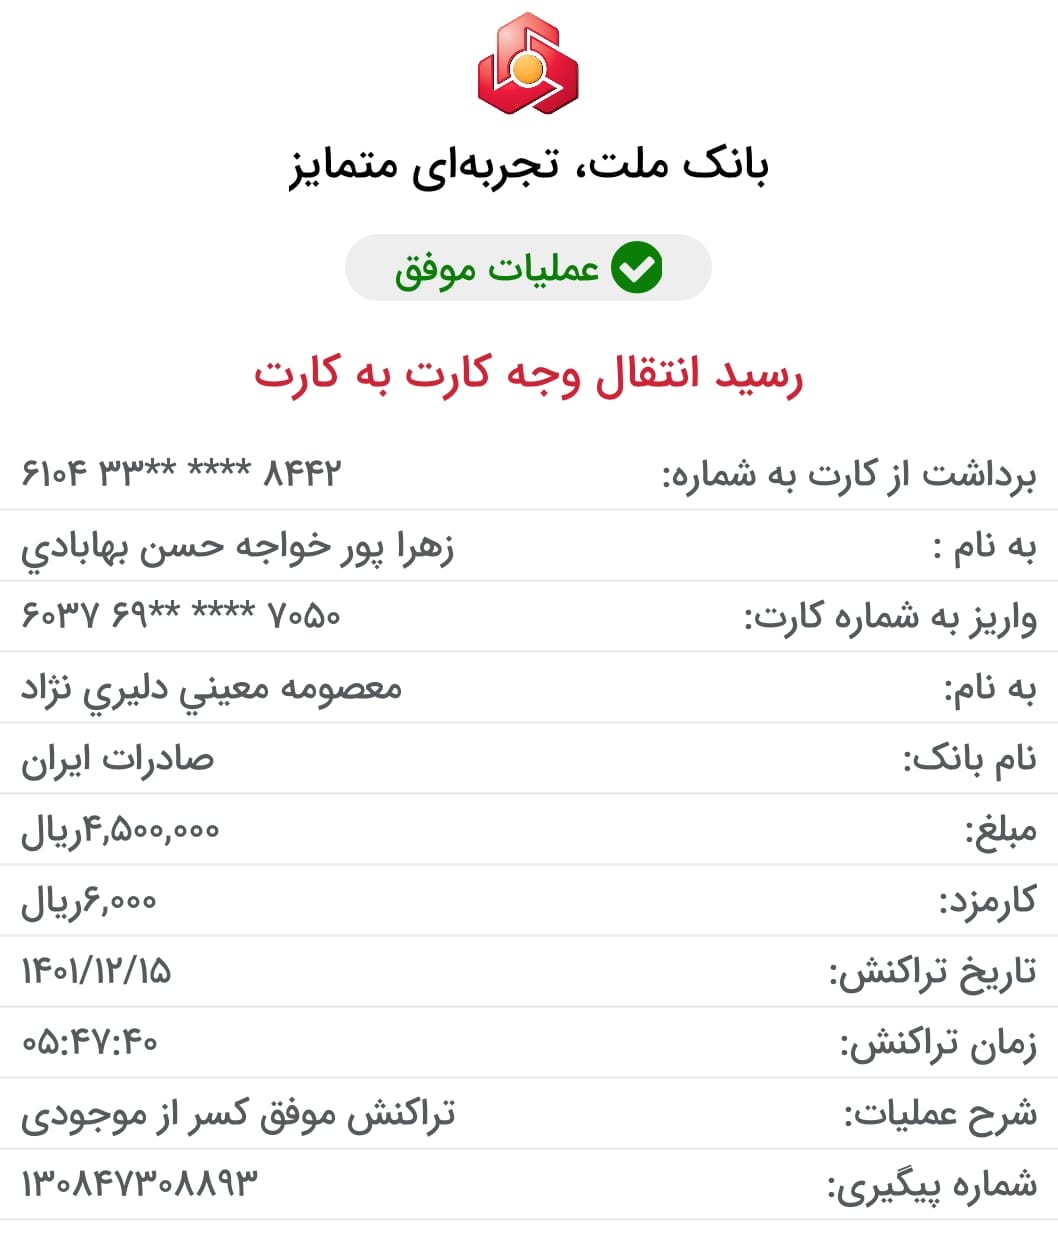 بانک ملت، تجربه‌ای متمایز
عملیات موفق
رسید انتقال وجه کارت به کارت
برداشت از کارت به شماره: ۶۱۰۴ ۳۳** **** ۸۴۴۲
به نام : زهرا پور خواجه حسن بهابادي
واریز به شماره کارت: ۶۰۳۷ ۶۹** **** ۷۰۵۰
به نام: معصومه معيني دليري نژاد
نام بانک: صادرات ایران
مبلغ: ۴,۵۰۰,۰۰۰ریال
کارمزد: ۶,۰۰۰ریال
تاریخ تراکنش: ۱۴۰۱/۱۲/۱۵
زمان تراکنش: ۰۵:۴۷:۴۰
شرح عملیات: تراکنش موفق کسر از موجودی
شماره پیگیری: ۱۳۰۸۴۷۳۰۸۸۹۳